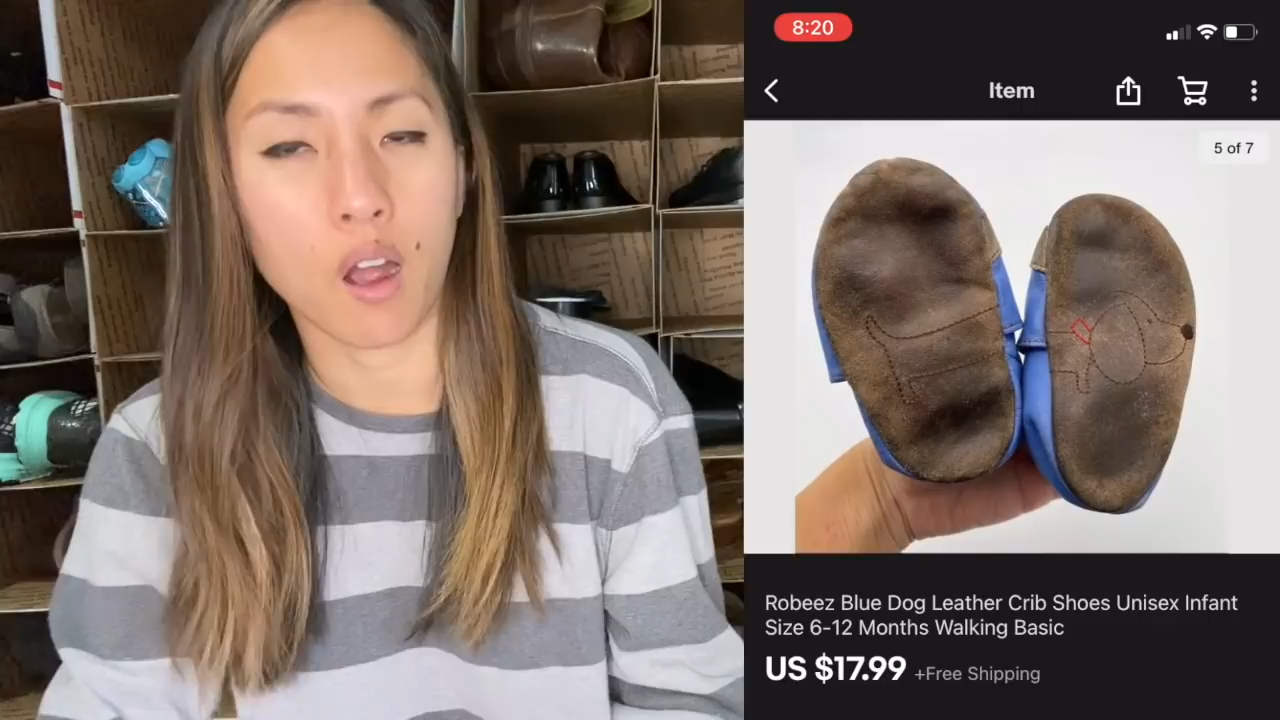 8:20
Item
5 of 7
Robeez Blue Dog Leather Crib Shoes Unisex Infant
Size 6-12 Months Walking Basic
US $17.99 +Free Shipping